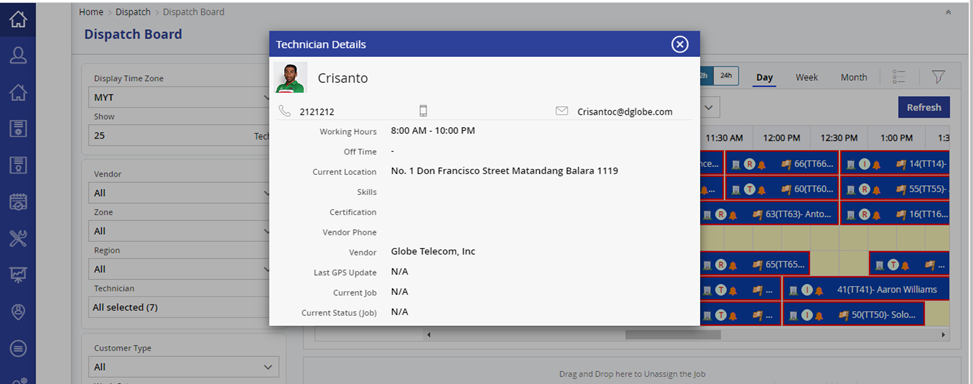 Home > Dispatch > Dispatch Board
Dispatch Board
Display Time Zone
MYT
Show
25
Vendor
All
Zone
All
Region
All
Technician
All selected (7)
Customer Type
All
Technician Details
Crisanto
2121212
Crisantoc@dglobe.com
Working Hours 8:00 AM - 10:00 PM
Off Time -
Current Location No. 1 Don Francisco Street Matandang Balara 1119
Skills
Certification
Vendor Phone
Vendor Globe Telecom, Inc
Last GPS Update N/A
Current Job N/A
Current Status (Job) N/A
24h Day Week Month
Refresh
11:30 AM 12:00 PM 12:30 PM 1:00 PM 1:3
R 66(TT66... I 14(TT14)-
T 60(TT60... R 55(TT55)-
R 63(TT63)- Anto... R 16(TT16...
R 65(TT65... T ...
T ... I 41(TT41)- Aaron Williams
T ... I 50(TT50)- Solo...
Drag and Drop here to Unassign the Job